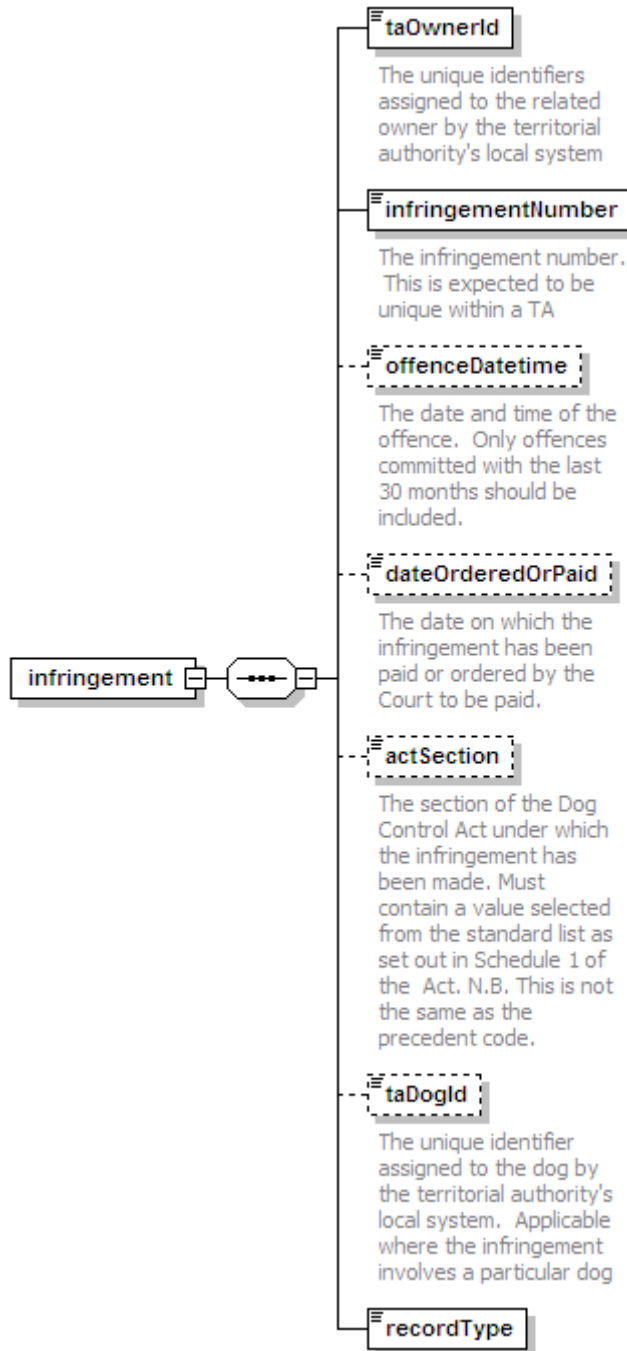 taOwnerId
The unique identifiers
assigned to the related
owner by the territorial
authority's local system
infringementNumber
The infringement number.
This is expected to be
unique within a TA
offenceDatetime
The date and time of the
offence.  Only offences
committed with the last
30 months should be
included.
dateOrderedOrPaid
The date on which the
infringement has been
paid or ordered by the
Court to be paid.
infringement
actSection
The section of the Dog
Control Act under which
the infringement has
been made. Must
contain a value selected
from the standard list as
set out in Schedule 1 of
the  Act. N.B. This is not
the same as the
precedent code.
taDogId
The unique identifier
assigned to the dog by
the territorial authority's
local system.  Applicable
where the infringement
involves a particular dog
recordType